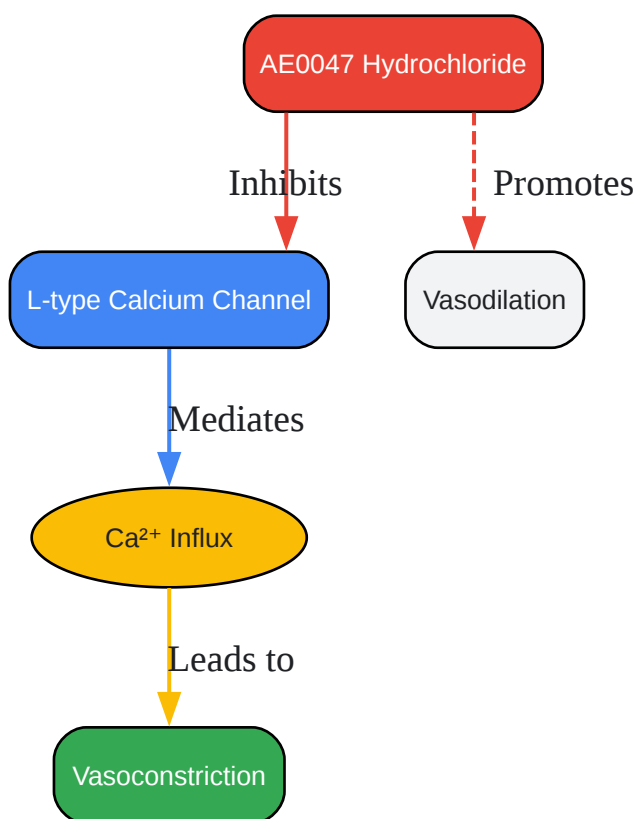 AE0047 Hydrochloride
Inhibits
Promotes
L-type Calcium Channel
Vasodilation
Mediates
Ca²⁺ Influx
Leads to
Vasoconstriction